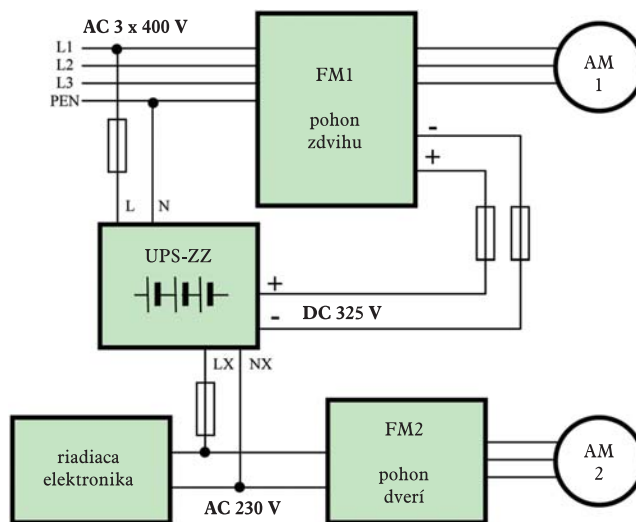 AC 3 x 400 V
L1
L2
L3
PEN
FM1
pohon
zdvihu
AM
1
-
+
L
N
UPS-ZZ
+
-
DC 325 V
LX
NX
riadiaca
elektronika
FM2
pohon
dverí
AM
2
AC 230 V